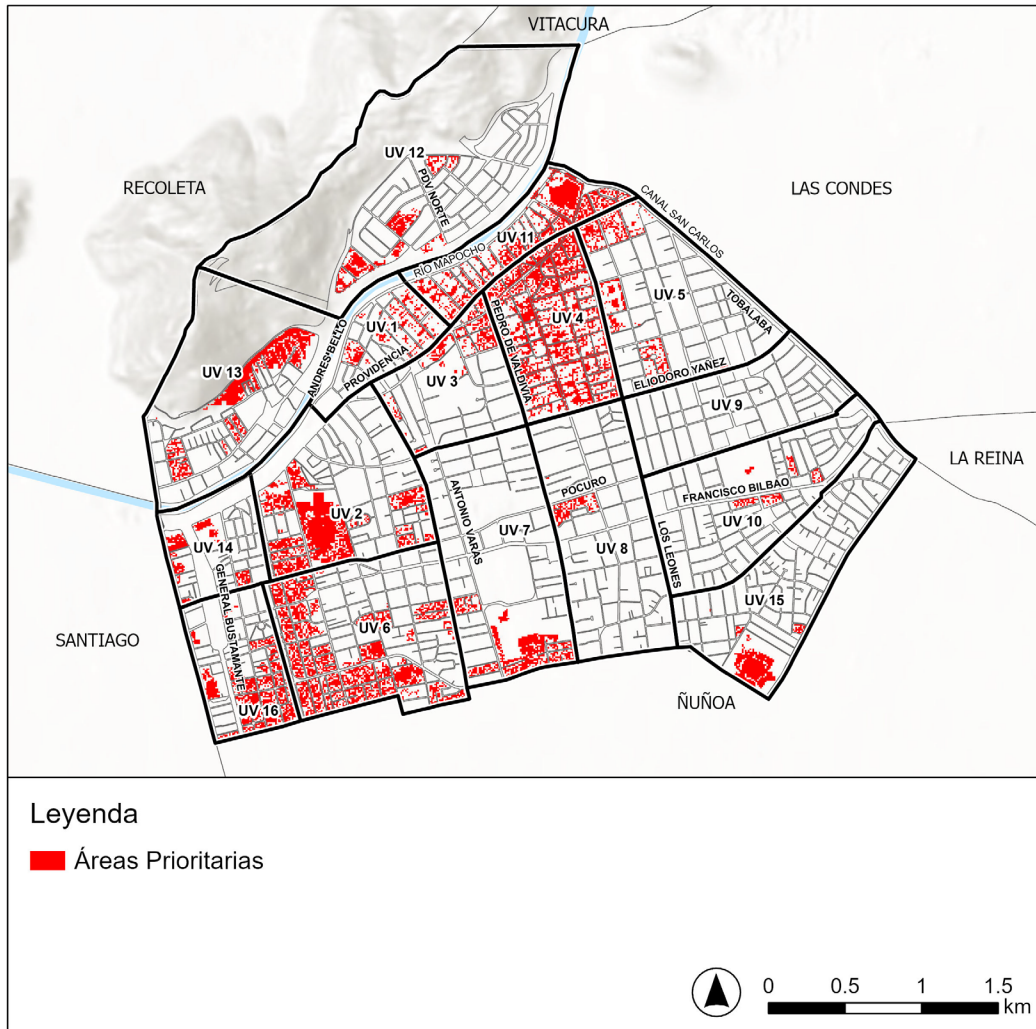 VITACURA
UV 12
PDV NORTE
RECOLETA
LAS CONDES
CANAL SAN CARLOS
UV 11
RÍO MAPOCHO
UV 5
TOBALABA
UV 1
ANDRES BELLO
PROVIDENCIA
PEDRO DE VALDIVIA
UV 4
UV 13
UV 3
ELIODORO YAÑEZ
UV 9
LA REINA
POCURO
FRANCISCO BILBAO
UV 2
ANTONIO VARAS
UV 7
UV 10
UV 14
UV 8
LOS LEONES
GENERAL BUSTAMANTE
UV 15
UV 6
SANTIAGO
ÑUÑOA
UV 16
Leyenda
Áreas Prioritarias
0 0.5 1 1.5
km